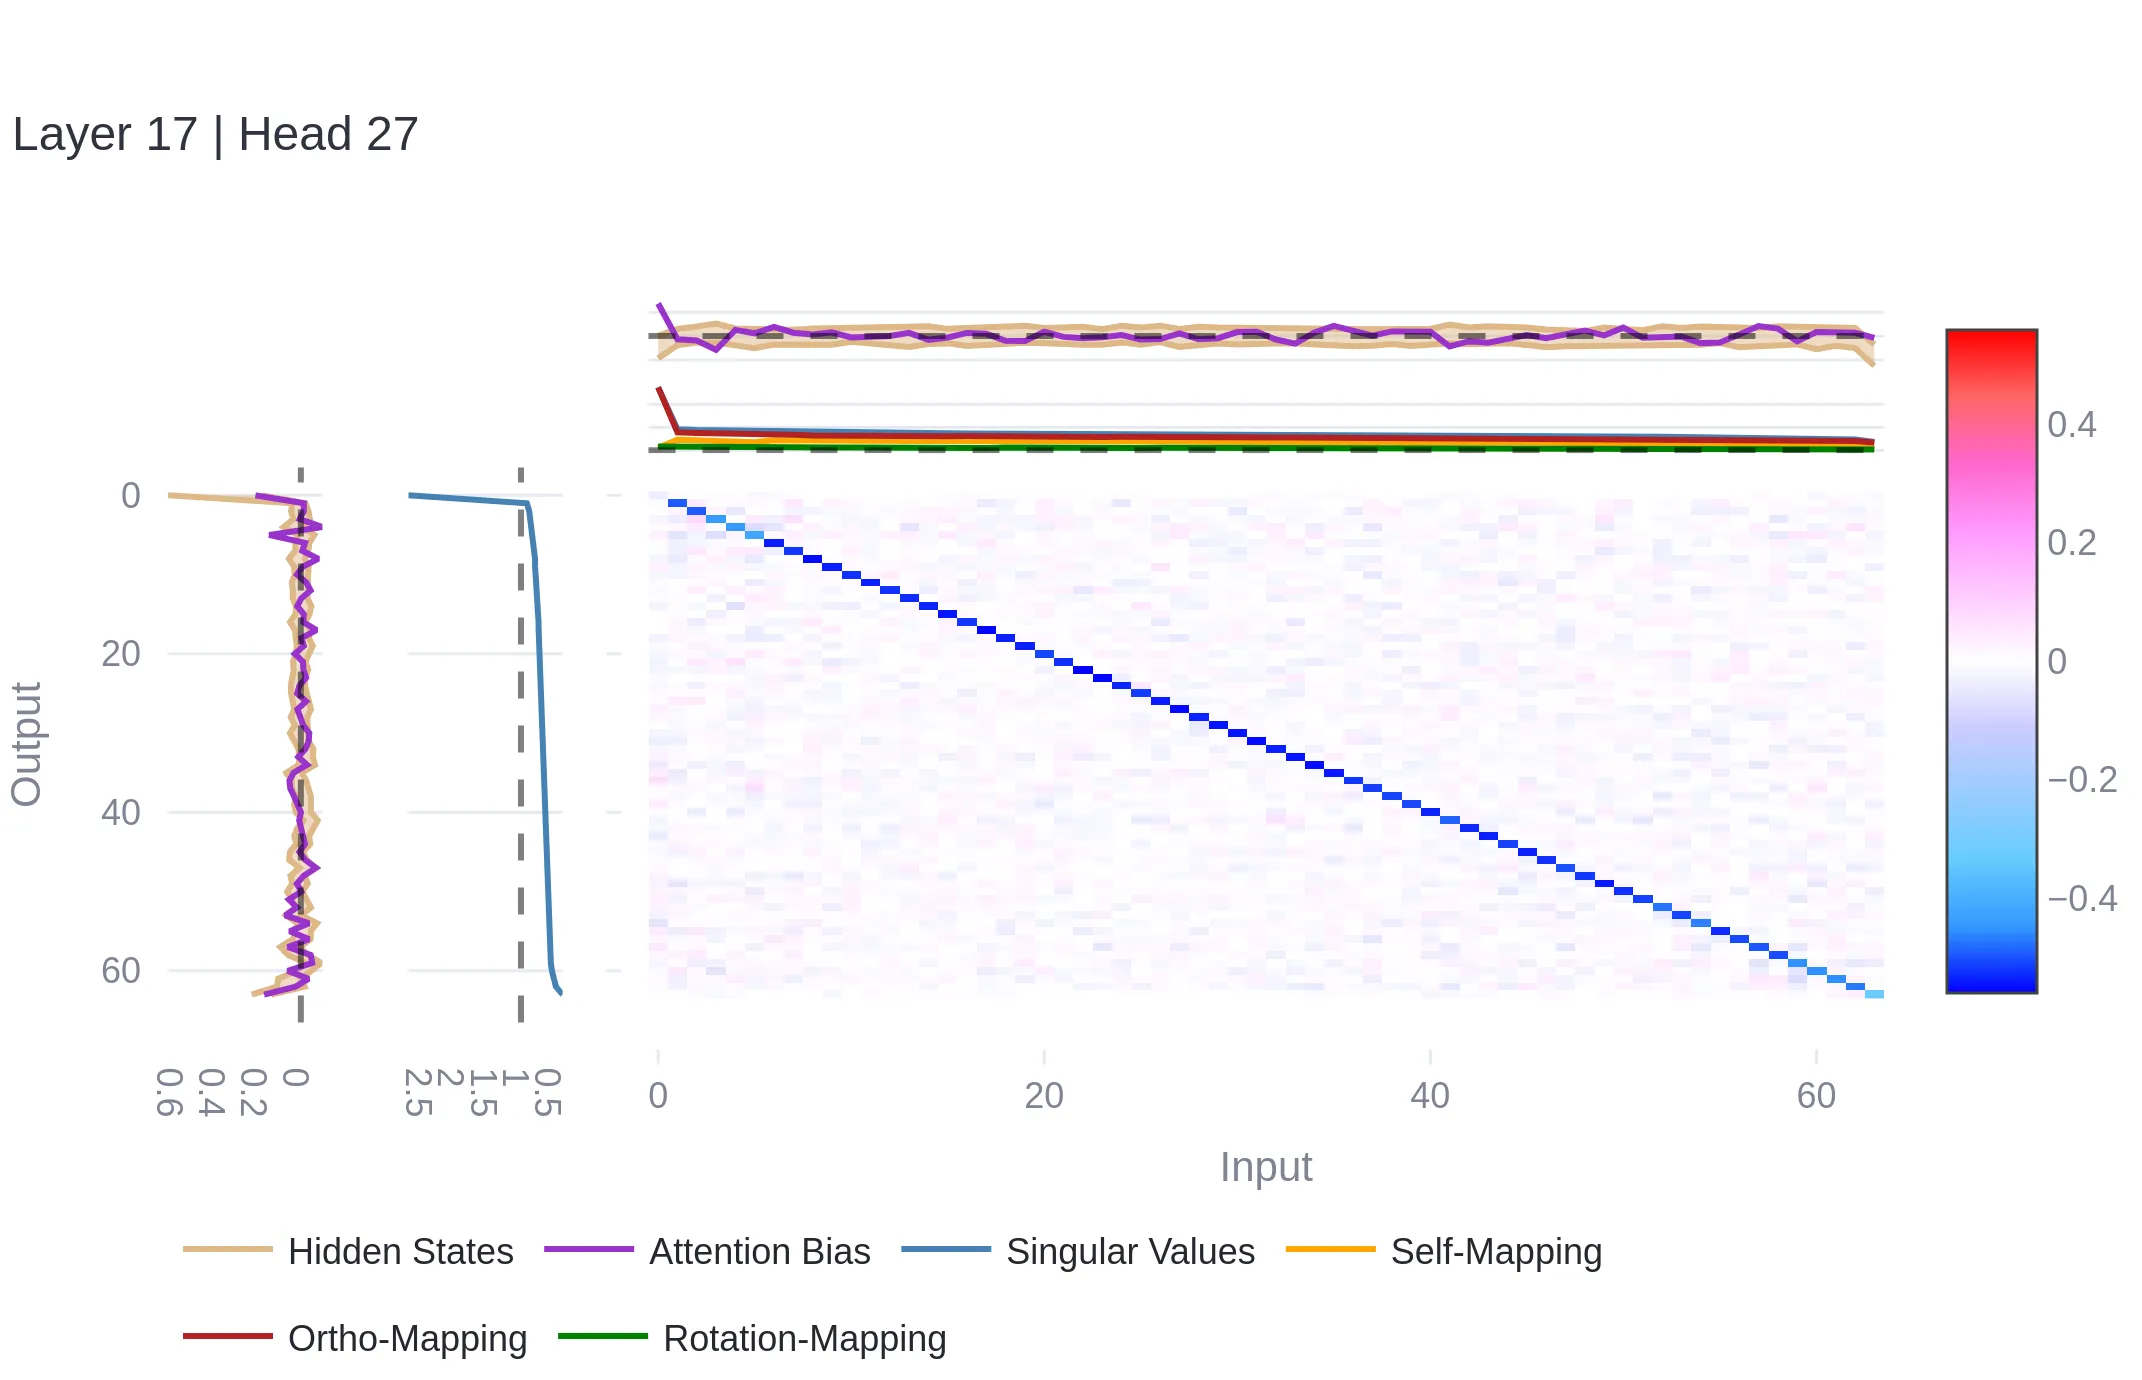 Layer 17 | Head 27
0
20
40
60
Output
0.6
0.4
0.2
0
2.5
2
1.5
1
0.5
0
20
40
60
Input
0.4
0.2
0
−0.2
−0.4
Hidden States
Attention Bias
Singular Values
Self-Mapping
Ortho-Mapping
Rotation-Mapping